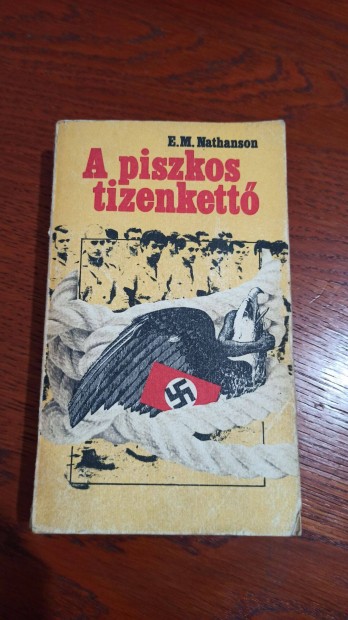 E.M. Nathanson
A piszkos
tizenkettő